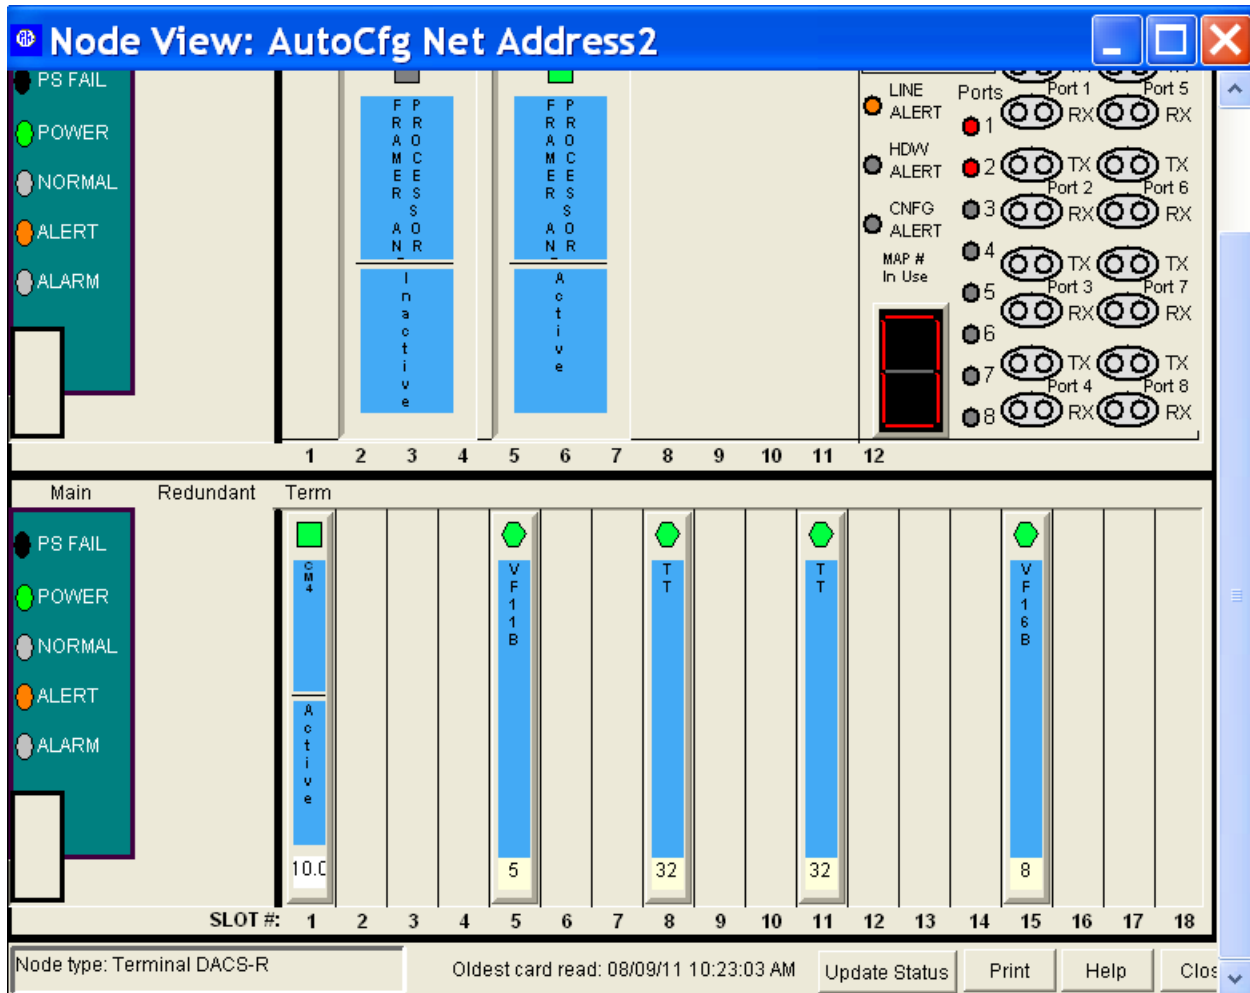 Node View: AutoCfg Net Address2
PS FAIL
POWER
NORMAL
ALERT
ALARM
FRAMER AN
PROCESSOR
Inactive
FRAMER AN
PROCESSOR
Active
LINE ALERT
HDW ALERT
CNFG ALERT
MAP #
In Use
Ports
1
2
3
4
5
6
7
8
Port 1 Port 5
RX RX
TX TX
Port 2 Port 6
RX RX
TX TX
Port 3 Port 7
RX RX
TX TX
Port 4 Port 8
RX RX
1 2 3 4 5 6 7 8 9 10 11 12
Main Redundant Term
PS FAIL
POWER
NORMAL
ALERT
ALARM
CM4
Active
10.0
VF11B
5
TT
32
TT
32
VF16B
8
SLOT #: 1 2 3 4 5 6 7 8 9 10 11 12 13 14 15 16 17 18
Node type: Terminal DACS-R
Oldest card read: 08/09/11 10:23:03 AM
Update Status Print Help Clos